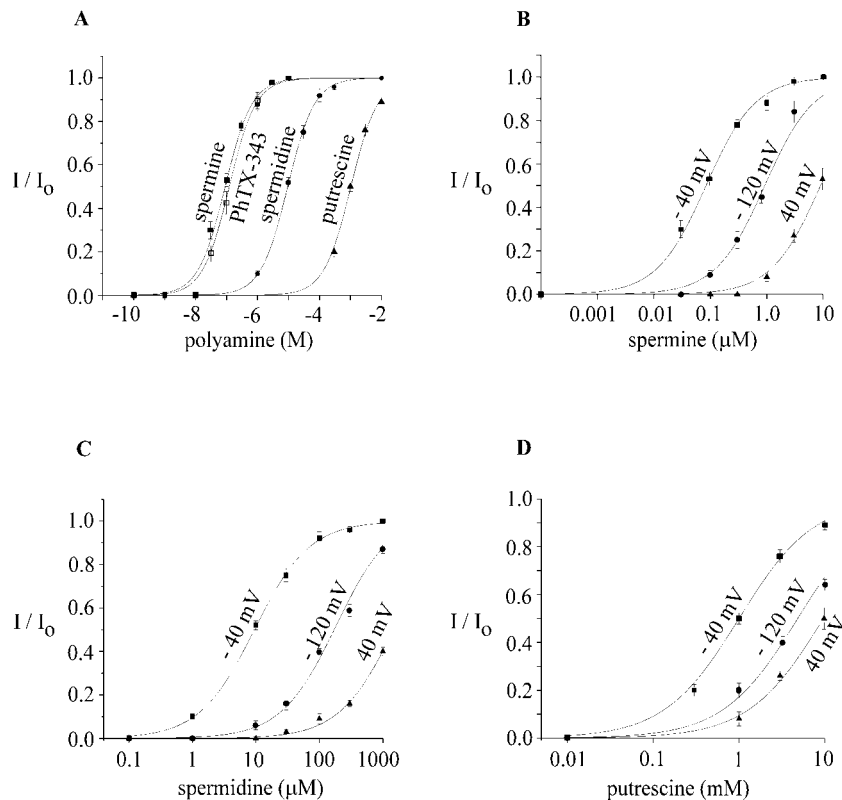 A
I / Io
1.0
0.8
0.6
0.4
0.2
0.0
spermine
PhTX-343
spermidine
putrescine
-10 -8 -6 -4 -2
polyamine (M)
B
I / Io
1.0
0.8
0.6
0.4
0.2
0.0
- 40 mV
- 120 mV
40 mV
0.001 0.01 0.1 1.0 10
spermine (μM)
C
I / Io
1.0
0.8
0.6
0.4
0.2
0.0
- 40 mV
- 120 mV
40 mV
0.1 1 10 100 1000
spermidine (μM)
D
I / Io
1.0
0.8
0.6
0.4
0.2
0.0
- 40 mV
- 120 mV
40 mV
0.01 0.1 1 10
putrescine (mM)